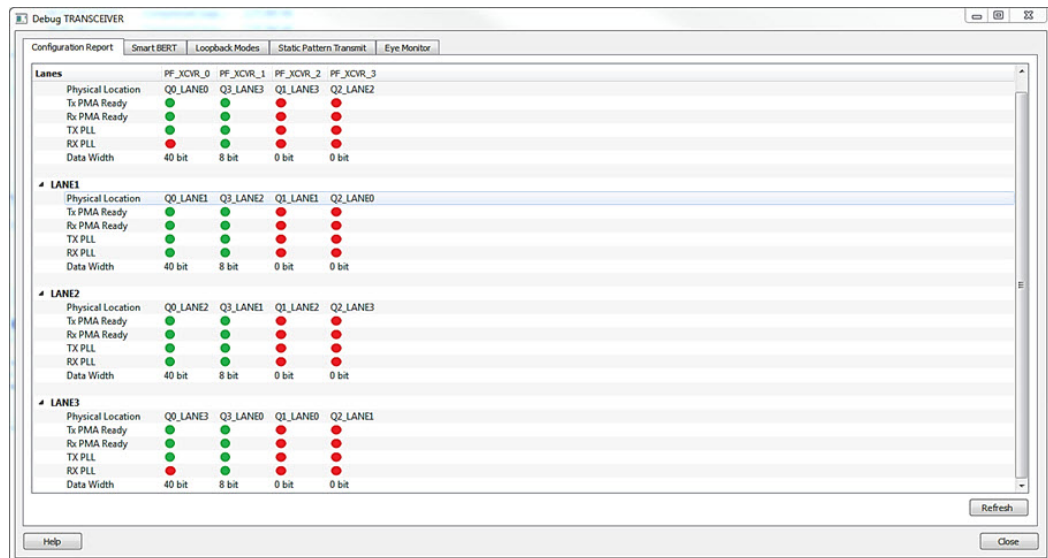 Debug TRANSCEIVER
Configuration Report Smart BERT Loopback Modes Static Pattern Transmit Eye Monitor
Lanes PF_XCVR_0 PF_XCVR_1 PF_XCVR_2 PF_XCVR_3
Physical Location Q0_LANE0 Q3_LANE3 Q1_LANE3 Q2_LANE2
Tx PMA Ready
Rx PMA Ready
TX PLL
RX PLL
Data Width 40 bit 8 bit 0 bit 0 bit
LANE1
Physical Location Q0_LANE1 Q3_LANE2 Q1_LANE1 Q2_LANE0
Tx PMA Ready
Rx PMA Ready
TX PLL
RX PLL
Data Width 40 bit 8 bit 0 bit 0 bit
LANE2
Physical Location Q0_LANE2 Q3_LANE1 Q1_LANE2 Q2_LANE3
Tx PMA Ready
Rx PMA Ready
TX PLL
RX PLL
Data Width 40 bit 8 bit 0 bit 0 bit
LANE3
Physical Location Q0_LANE3 Q3_LANE0 Q1_LANE0 Q2_LANE1
Tx PMA Ready
Rx PMA Ready
TX PLL
RX PLL
Data Width 40 bit 8 bit 0 bit 0 bit
Refresh
Help Close